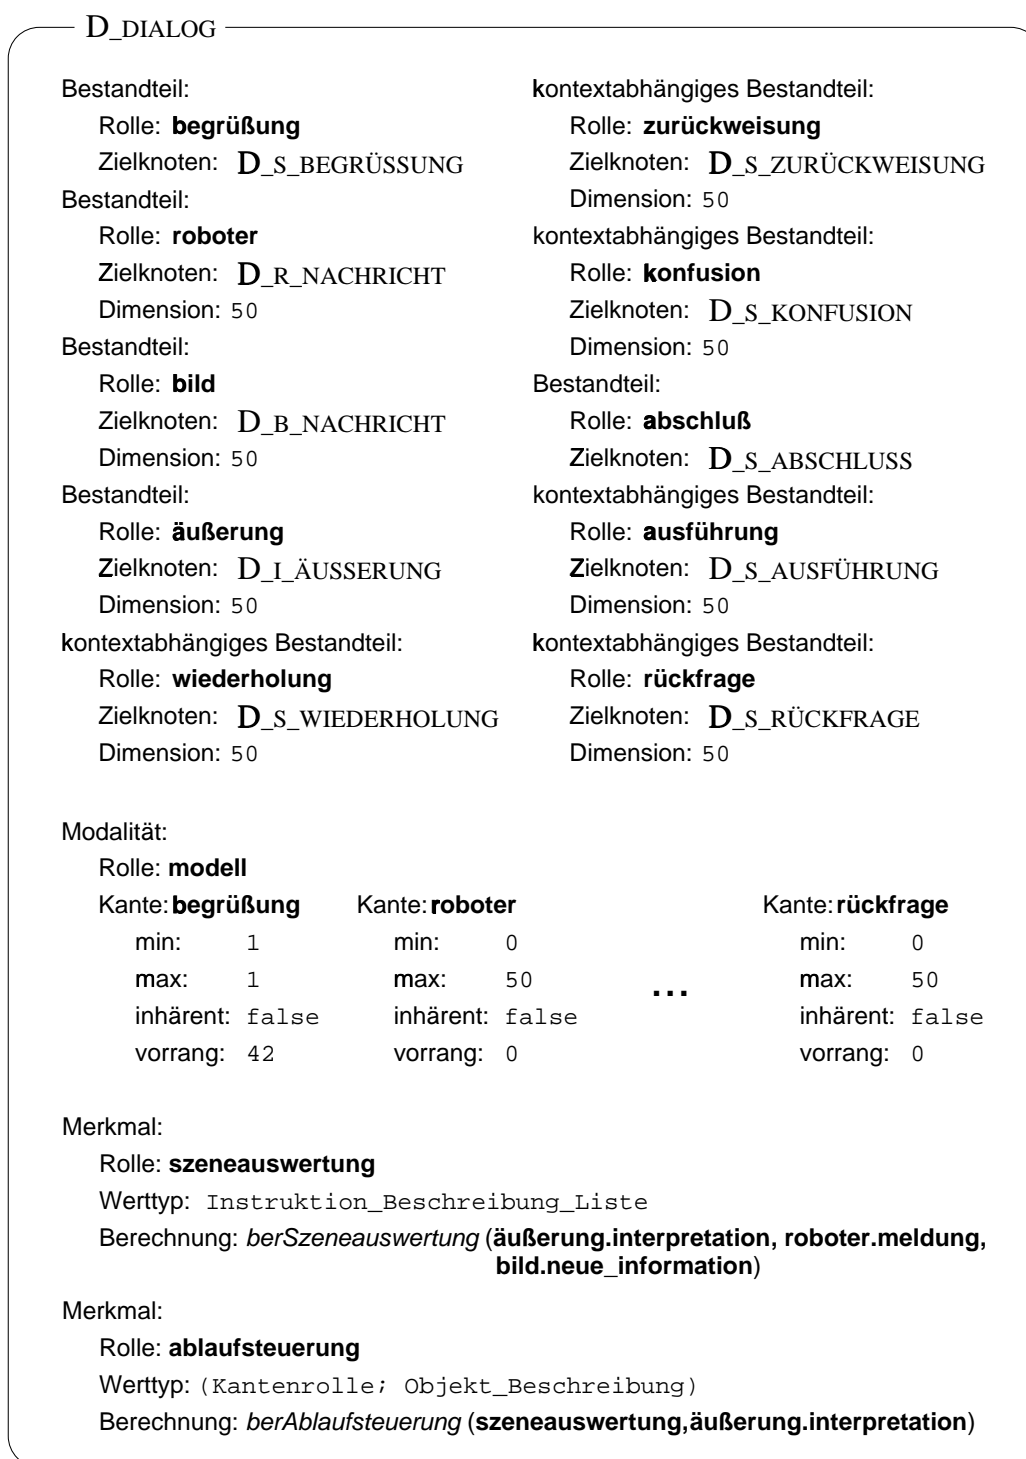 D_DIALOG
Bestandteil:
Rolle: begrüßung
Zielknoten: D_S_BEGRÜSSUNG
Bestandteil:
Rolle: roboter
Zielknoten: D_R_NACHRICHT
Dimension: 50
Bestandteil:
Rolle: bild
Zielknoten: D_B_NACHRICHT
Dimension: 50
Bestandteil:
Rolle: äußerung
Zielknoten: D_I_ÄUSSERUNG
Dimension: 50
kontextabhängiges Bestandteil:
Rolle: wiederholung
Zielknoten: D_S_WIEDERHOLUNG
Dimension: 50
kontextabhängiges Bestandteil:
Rolle: zurückweisung
Zielknoten: D_S_ZURÜCKWEISUNG
Dimension: 50
kontextabhängiges Bestandteil:
Rolle: konfusion
Zielknoten: D_S_KONFUSION
Dimension: 50
Bestandteil:
Rolle: abschluß
Zielknoten: D_S_ABSCHLUSS
kontextabhängiges Bestandteil:
Rolle: ausführung
Zielknoten: D_S_AUSFÜHRUNG
Dimension: 50
kontextabhängiges Bestandteil:
Rolle: rückfrage
Zielknoten: D_S_RÜCKFRAGE
Dimension: 50
Modalität:
Rolle: modell
Kante: begrüßung Kante: roboter Kante: rückfrage
min: 1 min: 0 min: 0
max: 1 max: 50 ... max: 50
inhärent: false inhärent: false inhärent: false
vorrang: 42 vorrang: 0 vorrang: 0
Merkmal:
Rolle: szeneauswertung
Werttyp: Instruktion_Beschreibung_Liste
Berechnung: berSzeneauswertung (äußerung.interpretation, roboter.meldung,
bild.neue_information)
Merkmal:
Rolle: ablaufsteuerung
Werttyp: (Kantenrolle; Objekt_Beschreibung)
Berechnung: berAblaufsteuerung (szeneauswertung,äußerung.interpretation)